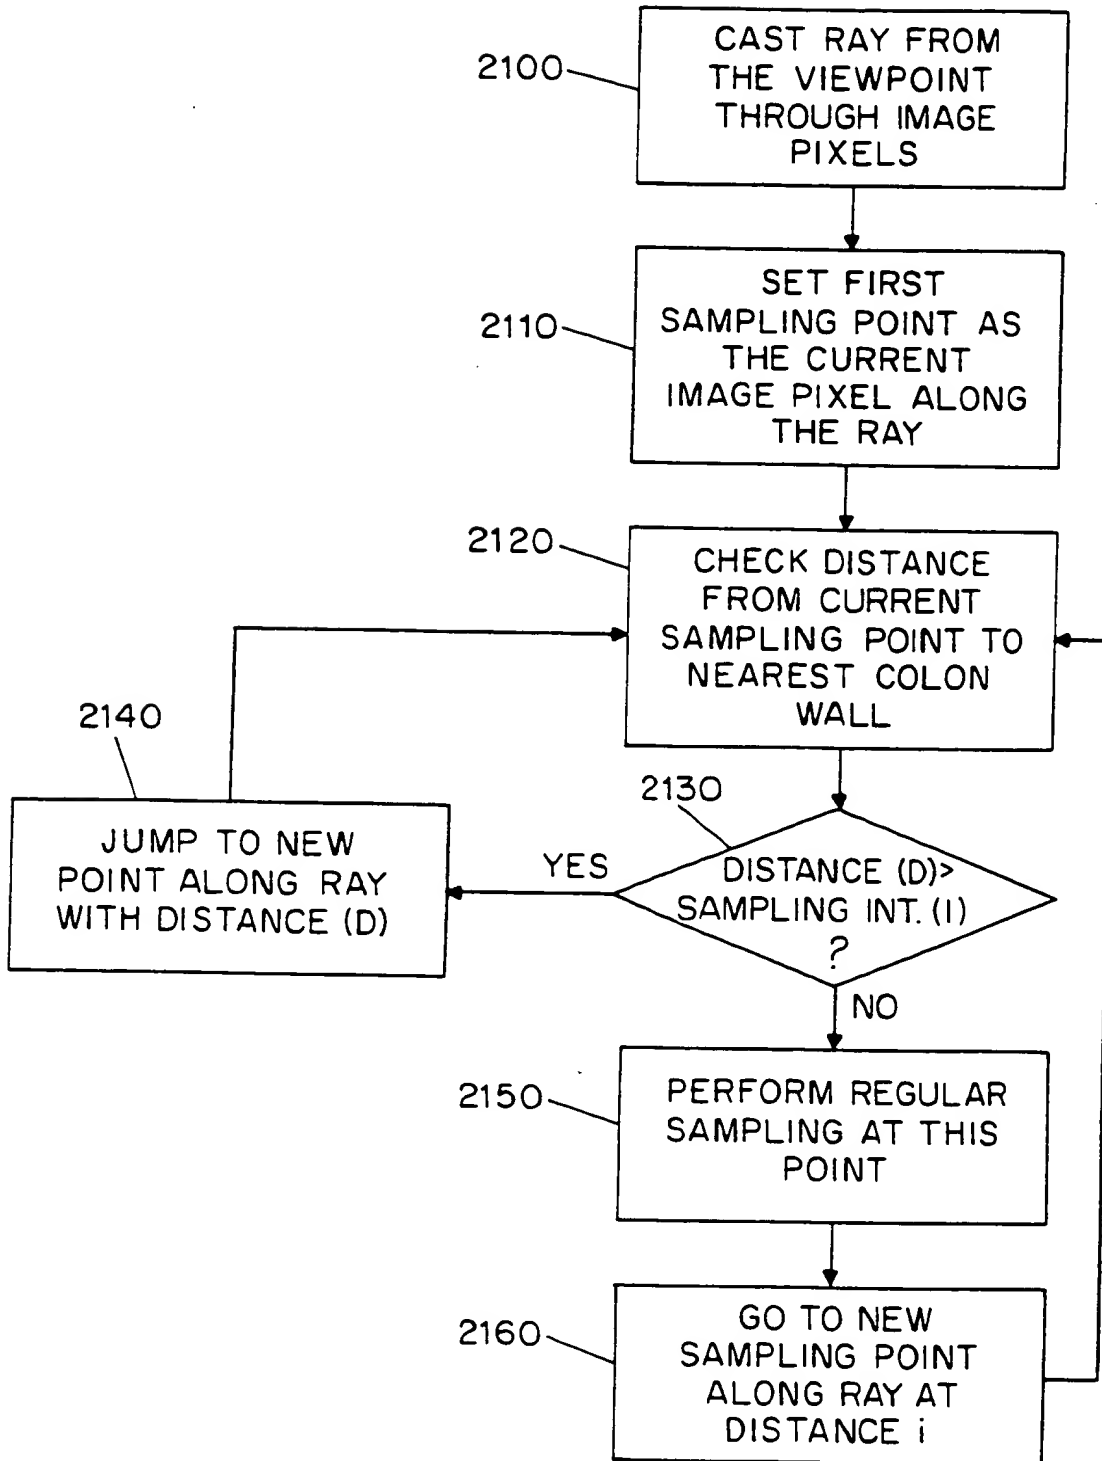 2100
CAST RAY FROM
THE VIEWPOINT
THROUGH IMAGE
PIXELS
2110
SET FIRST
SAMPLING POINT AS
THE CURRENT
IMAGE PIXEL ALONG
THE RAY
2120
CHECK DISTANCE
FROM CURRENT
SAMPLING POINT TO
NEAREST COLON
WALL
2130
DISTANCE (D)>
SAMPLING INT. (I)
?
YES
2140
JUMP TO NEW
POINT ALONG RAY
WITH DISTANCE (D)
NO
2150
PERFORM REGULAR
SAMPLING AT THIS
POINT
2160
GO TO NEW
SAMPLING POINT
ALONG RAY AT
DISTANCE i